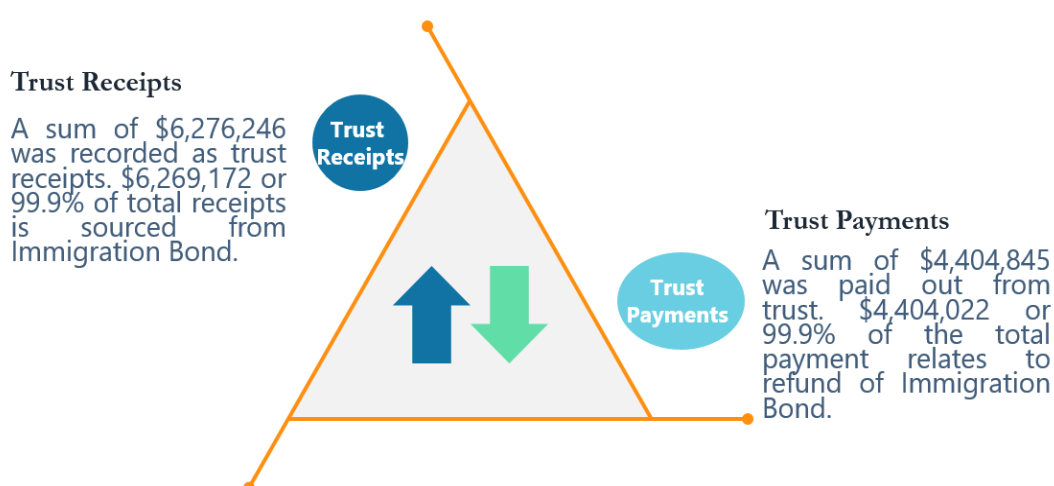 Trust Receipts
A sum of $6,276,246
was recorded as trust
receipts. $6,269,172 or
99.9% of total receipts
is sourced from
Immigration Bond.
Trust
Receipts
Trust Payments
A sum of $4,404,845
was paid out from
trust. $4,404,022 or
99.9% of the total
payment relates to
refund of Immigration
Bond.
Trust
Payments